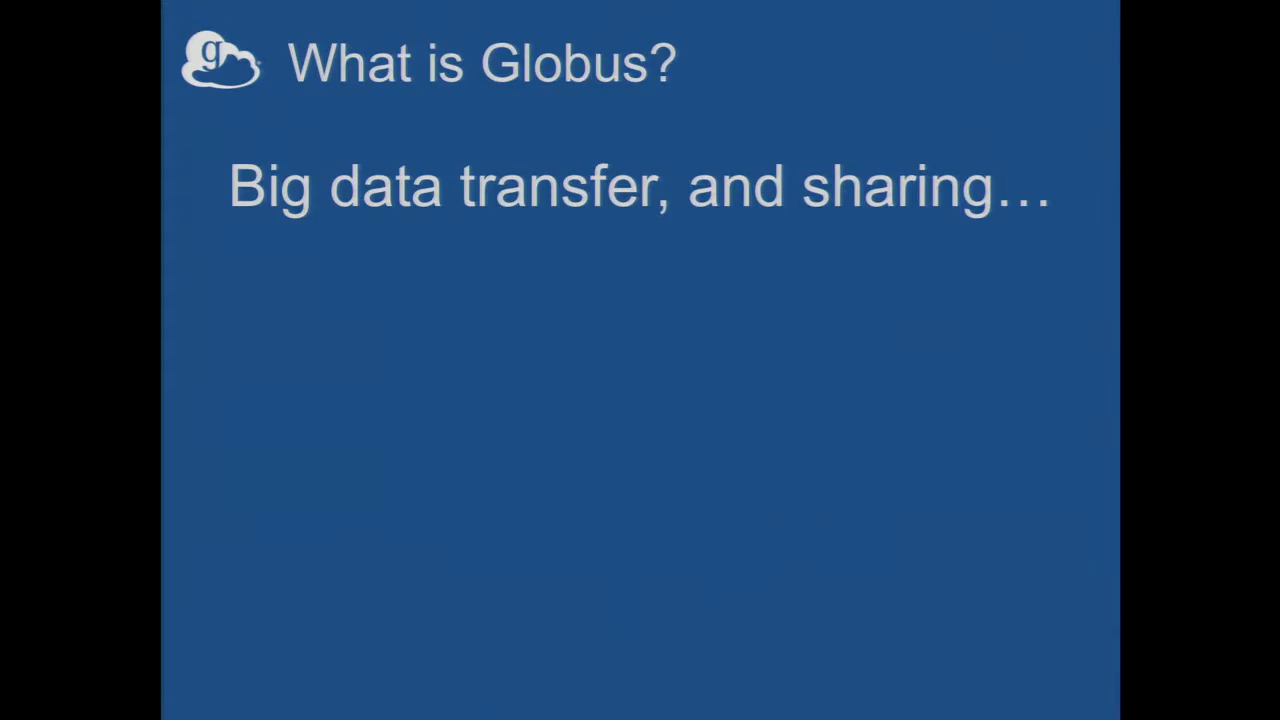 g
What is Globus?
Big data transfer, and sharing…